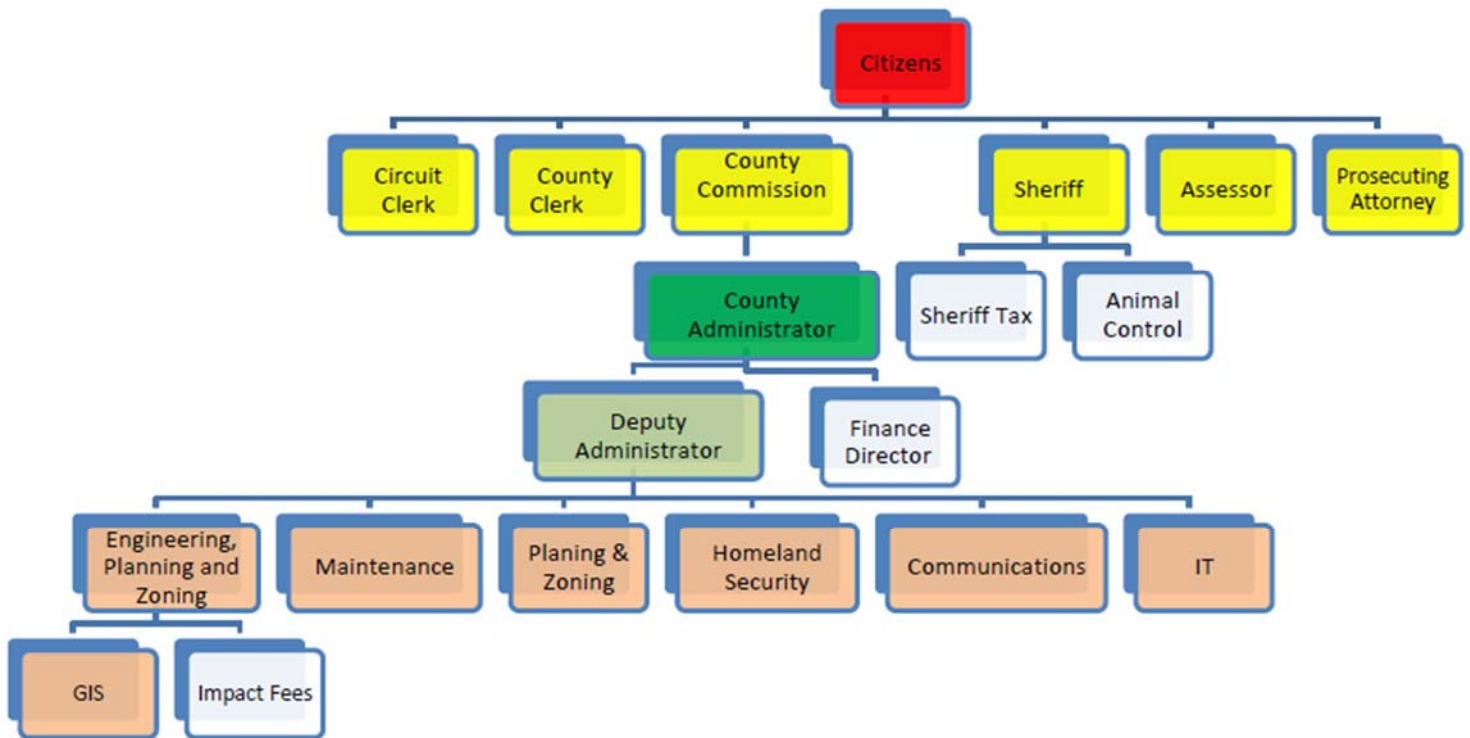 Citizens
Circuit
Clerk
County
Clerk
County
Commission
Sheriff
Assessor
Prosecuting
Attorney
County
Administrator
Sheriff Tax
Animal
Control
Deputy
Administrator
Finance
Director
Engineering,
Planning and
Zoning
Maintenance
Planing &
Zoning
Homeland
Security
Communications
IT
GIS
Impact Fees